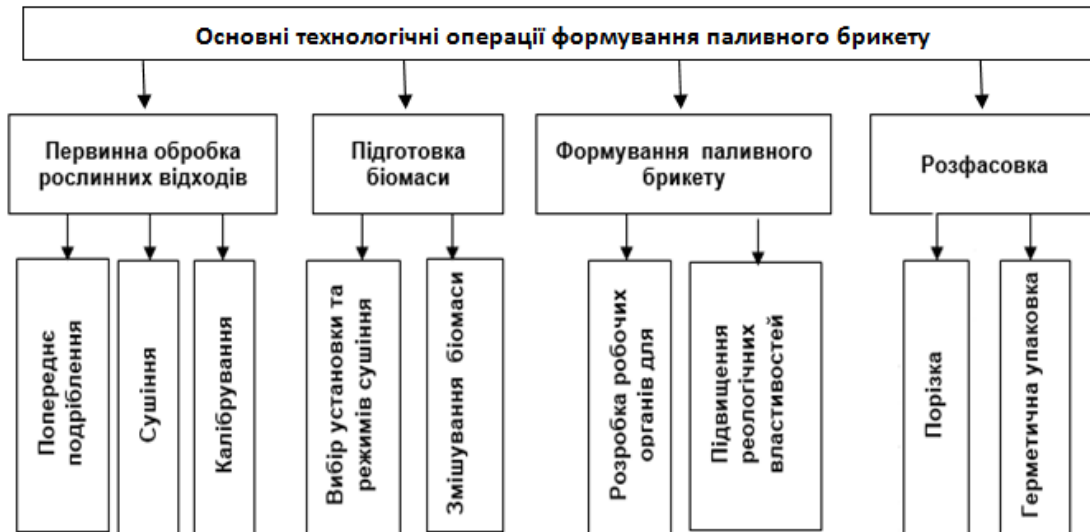 Основні технологічні операції формування паливного брикету
Первинна обробка
рослинних відходів
Підготовка
біомаси
Формування паливного
брикету
Розфасовка
Попереднє
подріблення
Сушіння
Калібрування
Вибір установки та
режимів сушіння
Змішування біомаси
Розробка робочих
органів для
Підвищення
реологічних
властивостей
Порізка
Герметична упаковка